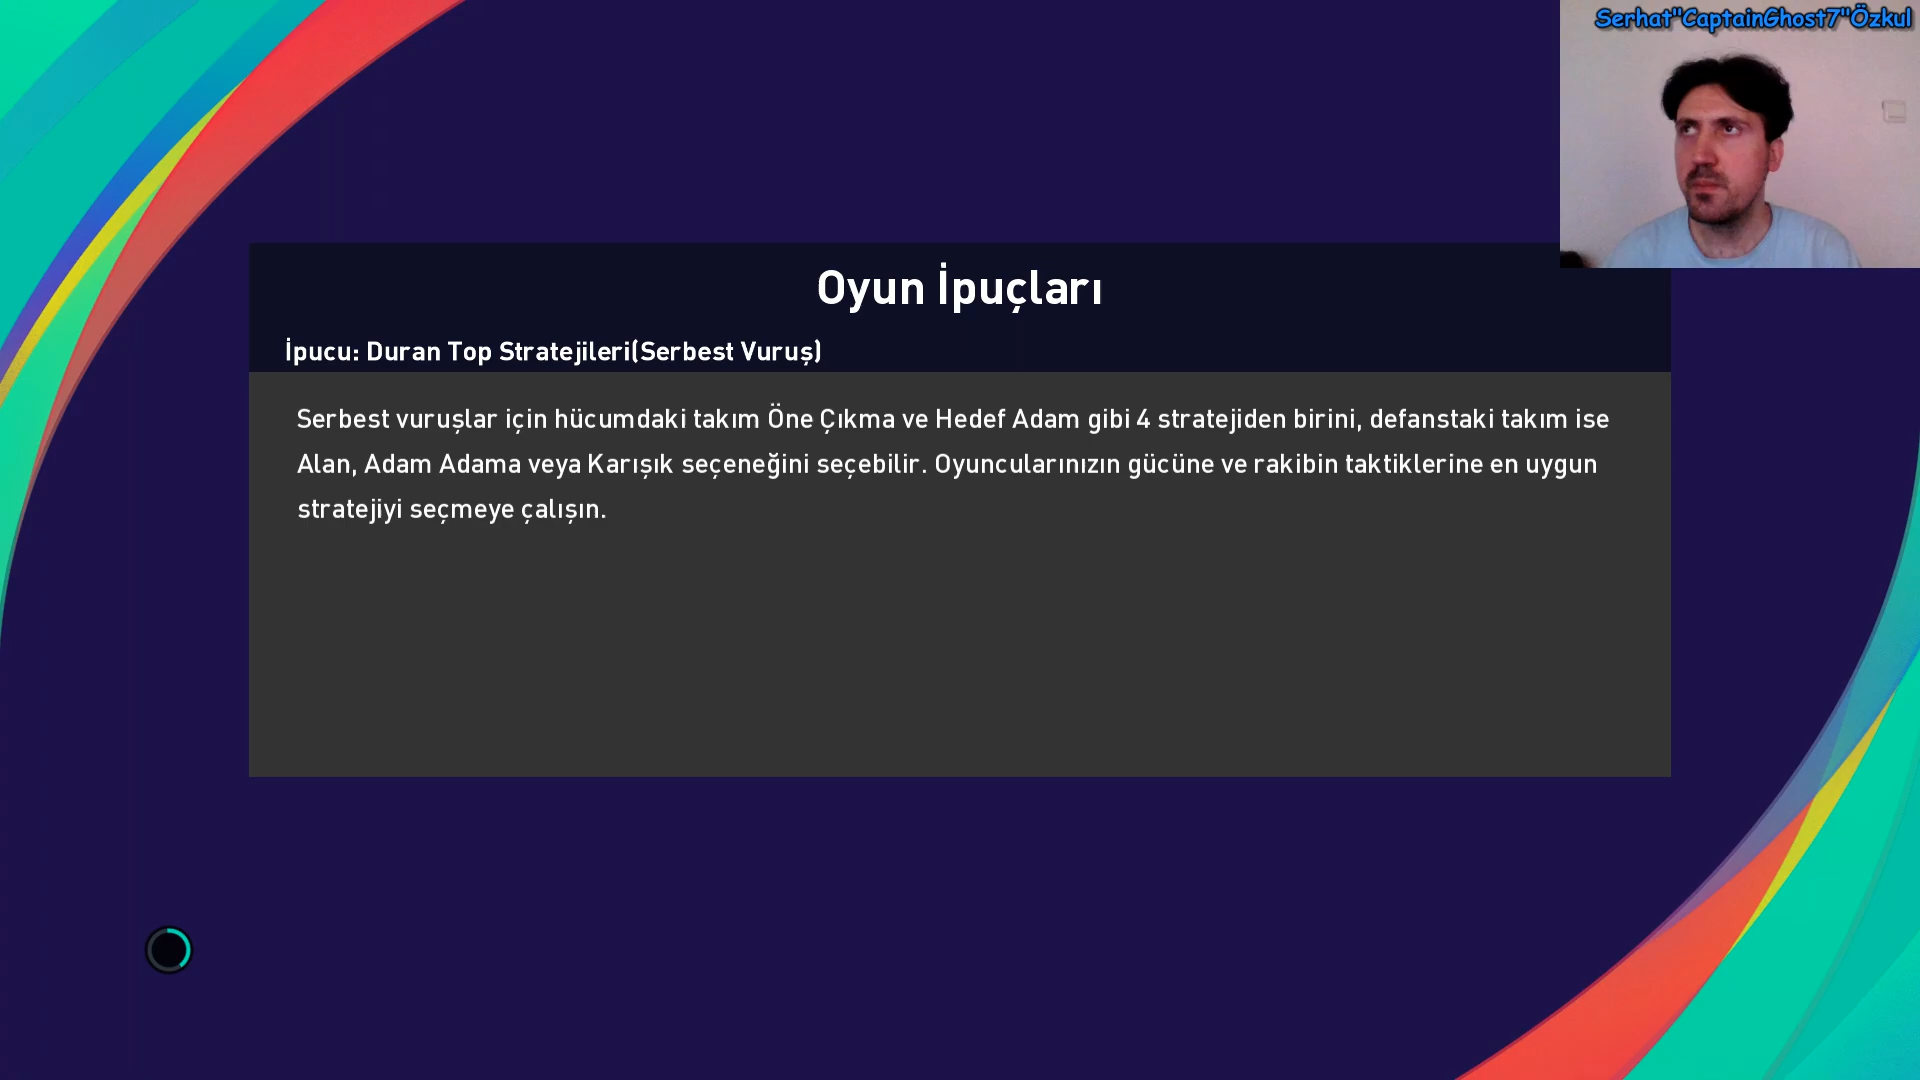 Serhat"CaptainGhost7"Özkul
Oyun İpuçları
İpucu: Duran Top Stratejileri(Serbest Vuruş)
Serbest vuruşlar için hücumdaki takım Öne Çıkma ve Hedef Adam gibi 4 stratejiden birini, defanstaki takım ise
Alan, Adam Adama veya Karışık seçeneğini seçebilir. Oyuncularınızın gücüne ve rakibin taktiklerine en uygun
stratejiyi seçmeye çalışın.